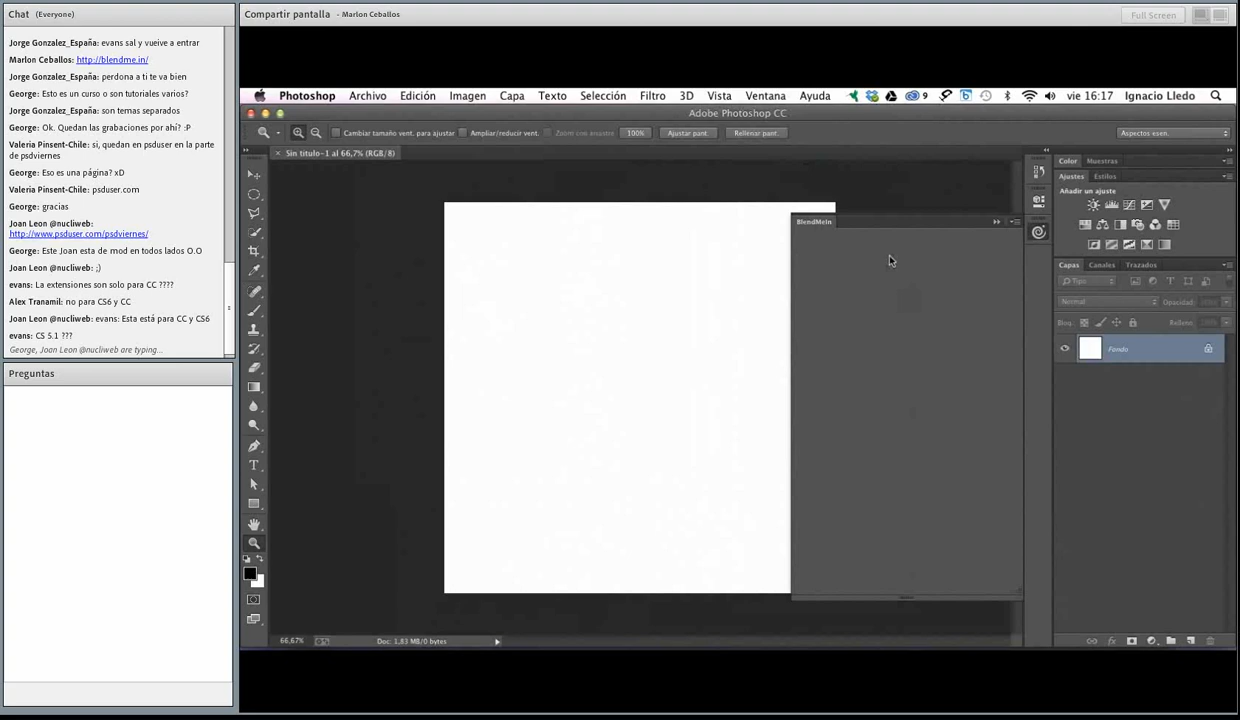 Chat (Everyone)
Jorge Gonzalez_España: evans sal y vueive a entrar
Marlon Ceballos: http://blendme.in/
Jorge Gonzalez_España: perdona a ti te va bien
George: Esto es un curso o son tutoriales varios?
Jorge Gonzalez_España: son temas separados
George: Ok. Quedan las grabaciones por ahí? :P
Valeria Pinsent-Chile: si, quedan en psduser en la parte
de psdviernes
George: Eso es una página? xD
Valeria Pinsent-Chile: psduser.com
George: gracias
Joan Leon @nucliweb:
http://www.psduser.com/psdviernes/
George: Este Joan esta de mod en todos lados O.O
Joan Leon @nucliweb: ;)
evans: La extensiones son solo para CC ????
Alex Tranamil: no para CS6 y CC
Joan Leon @nucliweb: evans: Esta está para CC y CS6
evans: CS 5.1 ???
George, Joan Leon @nucliweb are typing...
Preguntas
Compartir pantalla - Marlon Ceballos
Full Screen
Photoshop Archivo Edición Imagen Capa Texto Selección Filtro 3D Vista Ventana Ayuda 9 vie 16:17 Ignacio Lledo
Adobe Photoshop CC
Cambiar tamaño vent. para ajustar Ampliar/reducir vent. Zoom con arrastre 100% Ajustar pant. Rellenar pant. Aspectos esen.
Sin título-1 al 66,7% (RGB/8)
BlendMeIn
Color Muestras
Ajustes Estilos
Añadir un ajuste
Capas Canales Trazados
Tipo
Normal Opacidad:
Bloq.: Relleno:
Fondo
66,67% Doc: 1,83 MB/0 bytes